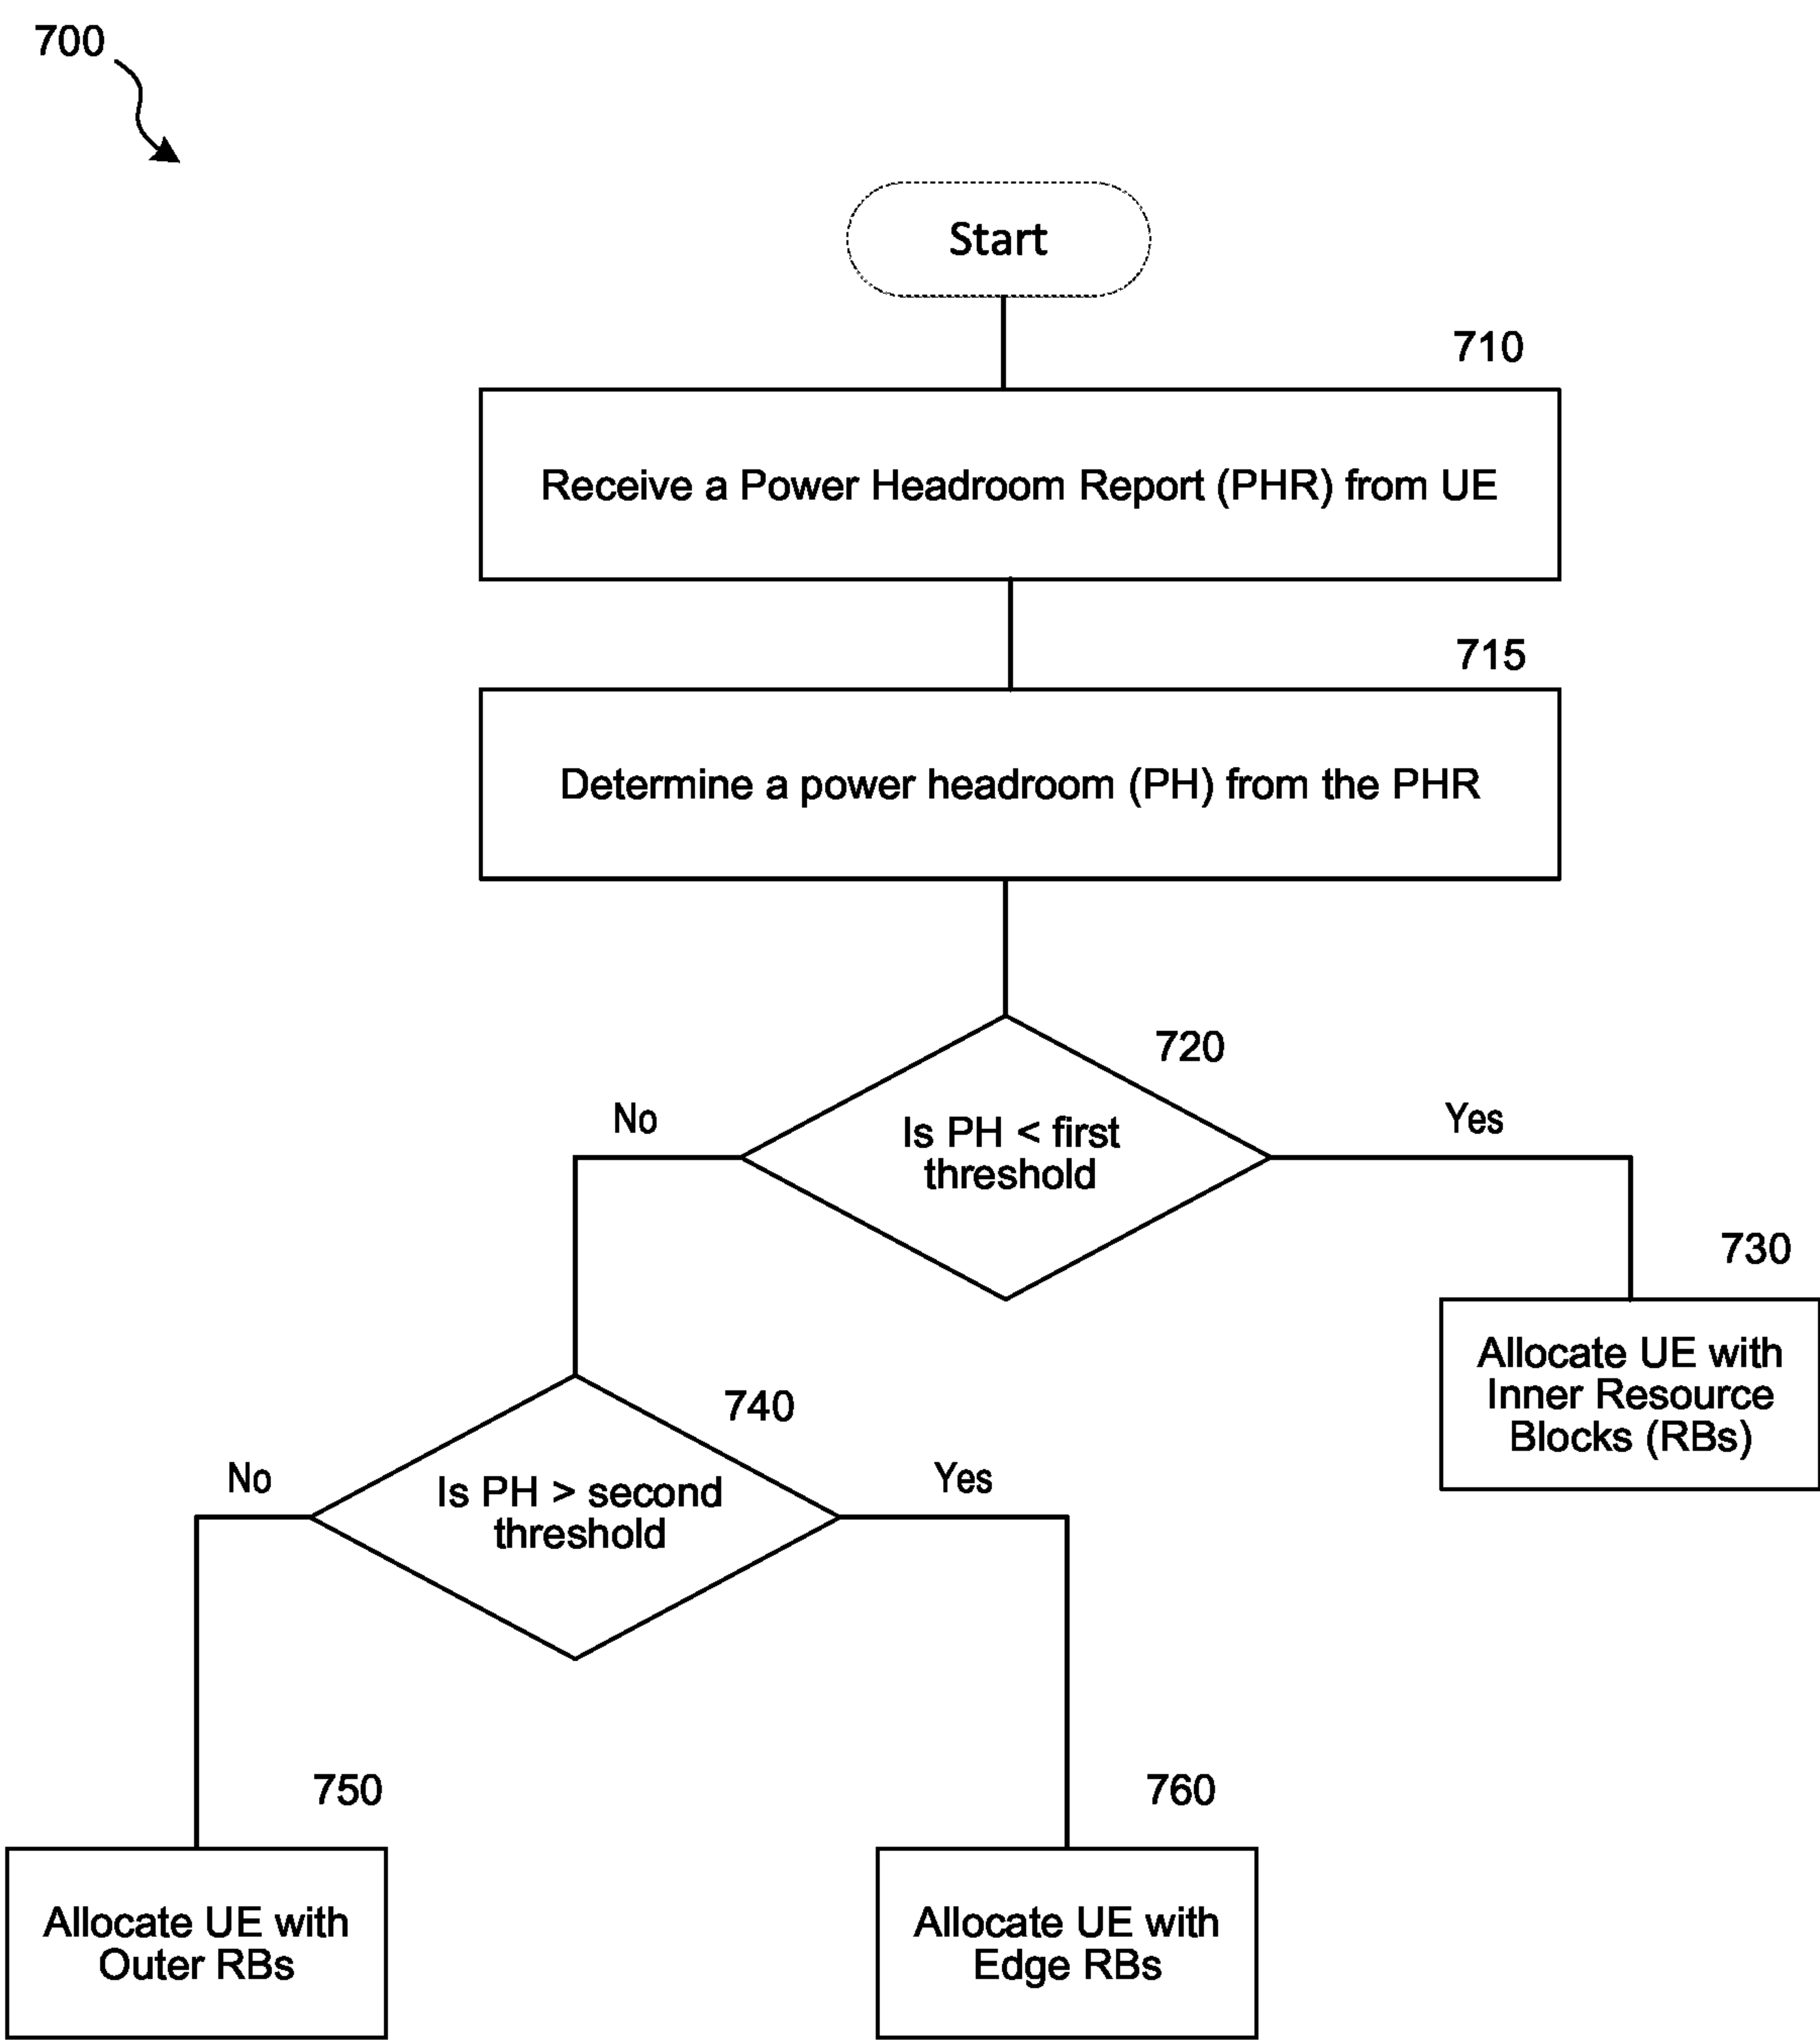 700
Start
710
Receive a Power Headroom Report (PHR) from UE
715
Determine a power headroom (PH) from the PHR
720
No
Is PH < first
threshold
Yes
730
Allocate UE with
Inner Resource
Blocks (RBs)
740
No
Is PH > second
threshold
Yes
750
Allocate UE with
Outer RBs
760
Allocate UE with
Edge RBs